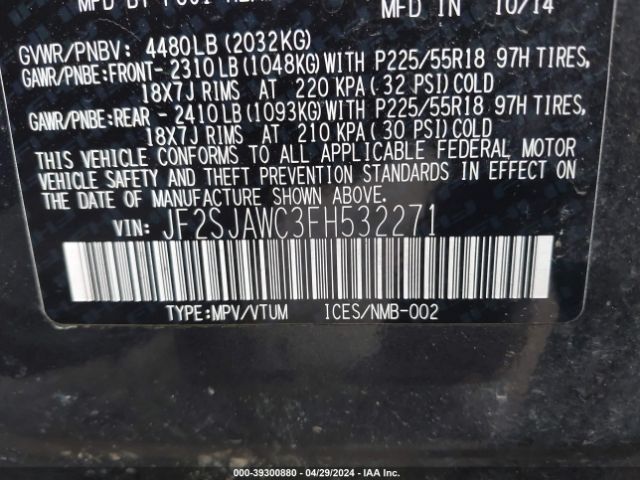 MFD BY FUJI HEAV
MFD IN 10/14
GVWR/PNBV: 4480LB(2032KG)
GAWR/PNBE:FRONT- 2310LB(1048KG)WITH P225/55R18 97H TIRES,
18X7J RIMS AT 220 KPA(32 PSI)COLD
GAWR/PNBE:REAR - 2410LB(1093KG)WITH P225/55R18 97H TIRES,
18X7J RIMS AT 210 KPA(30 PSI)COLD
THIS VEHICLE CONFORMS TO ALL APPLICABLE FEDERAL MOTOR
VEHICLE SAFETY AND THEFT PREVENTION STANDARDS IN EFFECT ON
DATE OF MANUFACTURE SHOWN ABOVE.
VIN: JF2SJAWC3FH532271
TYPE:MPV/VTUM ICES/NMB-002
000-39300880 - 04/29/2024 - IAA Inc.